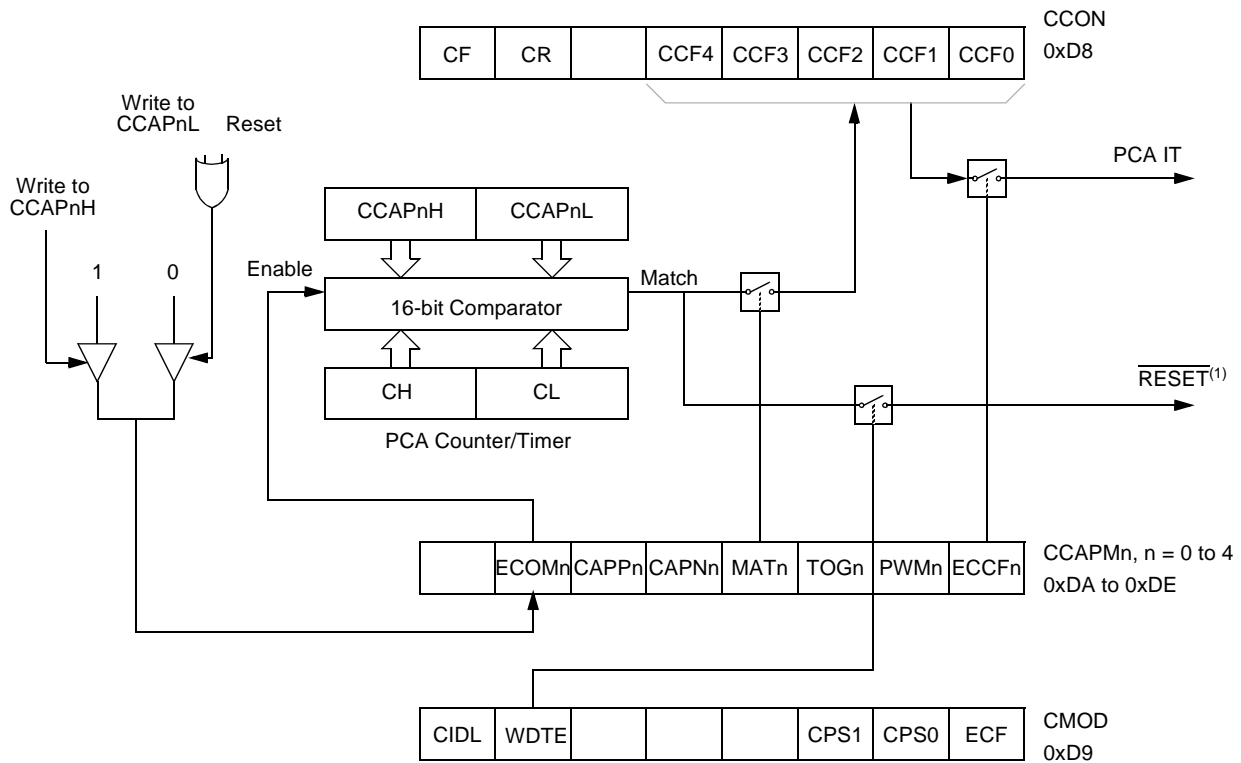 CCON
CF CR CCF4 CCF3 CCF2 CCF1 CCF0
0xD8
Write to
CCAPnL
Reset
PCA IT
Write to
CCAPnH
CCAPnH CCAPnL
1 0
Enable
Match
16-bit Comparator
CH CL
RESET(1)
PCA Counter/Timer
ECOMn CAPPn CAPNn MATn TOGn PWMn ECCFn
CCAPMn, n = 0 to 4
0xDA to 0xDE
CIDL WDTE CPS1 CPS0 ECF
CMOD
0xD9